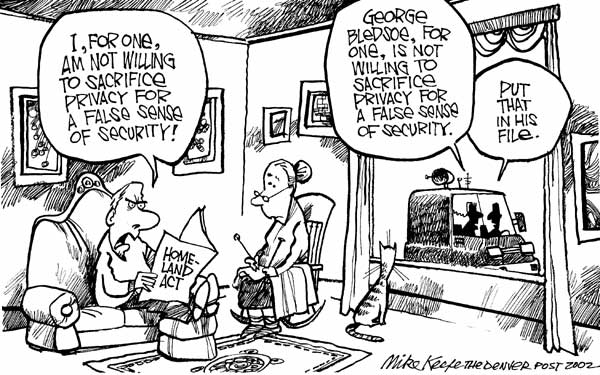 I, FOR ONE,
AM NOT WILLING
TO SACRIFICE
PRIVACY FOR
A FALSE SENSE
OF SECURITY!
GEORGE
BLEDSOE, FOR
ONE, IS NOT
WILLING TO
SACRIFICE
PRIVACY FOR
A FALSE SENSE
OF SECURITY.
PUT
THAT
IN HIS
FILE.
HOME-
LAND
ACT
Mike Keefe THE DENVER POST 2002